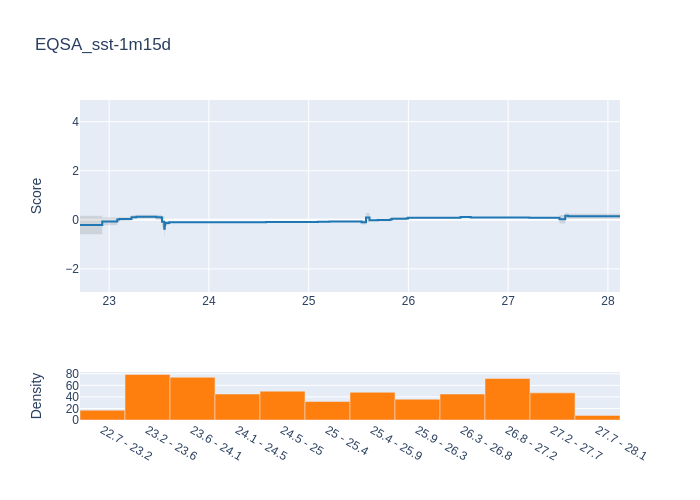 EQSA_sst-1m15d
Score
4
2
0
−2
23 24 25 26 27 28
Density
80
60
40
20
0
22.7 - 23.2
23.2 - 23.6
23.6 - 24.1
24.1 - 24.5
24.5 - 25
25 - 25.4
25.4 - 25.9
25.9 - 26.3
26.3 - 26.8
26.8 - 27.2
27.2 - 27.7
27.7 - 28.1